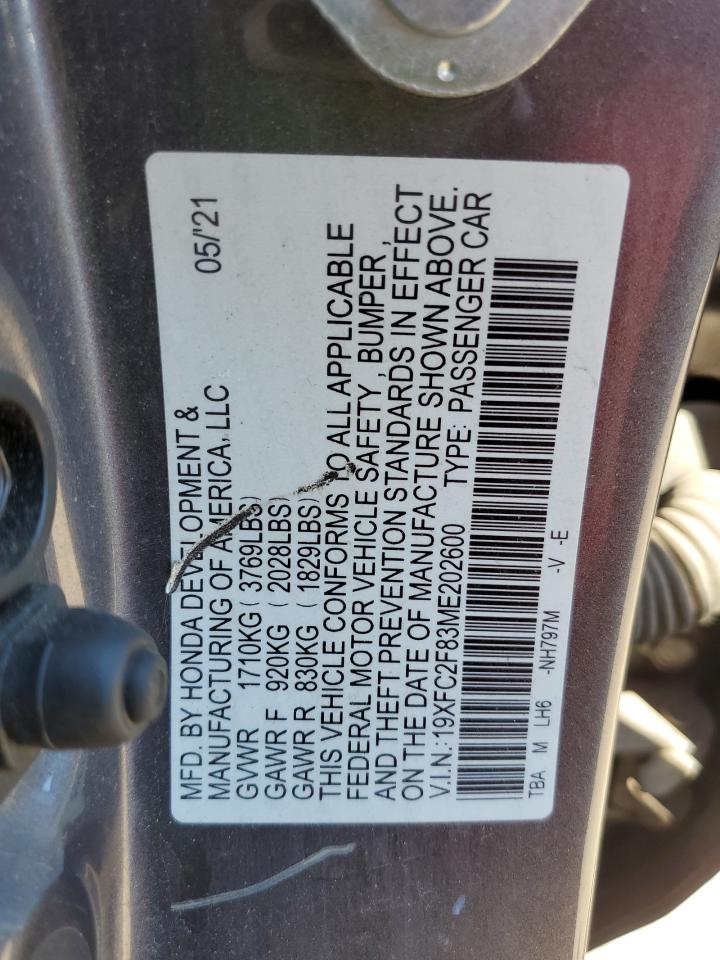 MFD. BY HONDA DEVELOPMENT &
MANUFACTURING OF AMERICA, LLC 05/'21
GVWR 1710KG ( 3769LBS)
GAWR F 920KG ( 2028LBS)
GAWR R 830KG ( 1829LBS)
THIS VEHICLE CONFORMS TO ALL APPLICABLE
FEDERAL MOTOR VEHICLE SAFETY , BUMPER ,
AND THEFT PREVENTION STANDARDS IN EFFECT
ON THE DATE OF MANUFACTURE SHOWN ABOVE.
V.I.N.: 19XFC2F83ME202600 TYPE: PASSENGER CAR
TBA M LH6 -NH797M -V -E